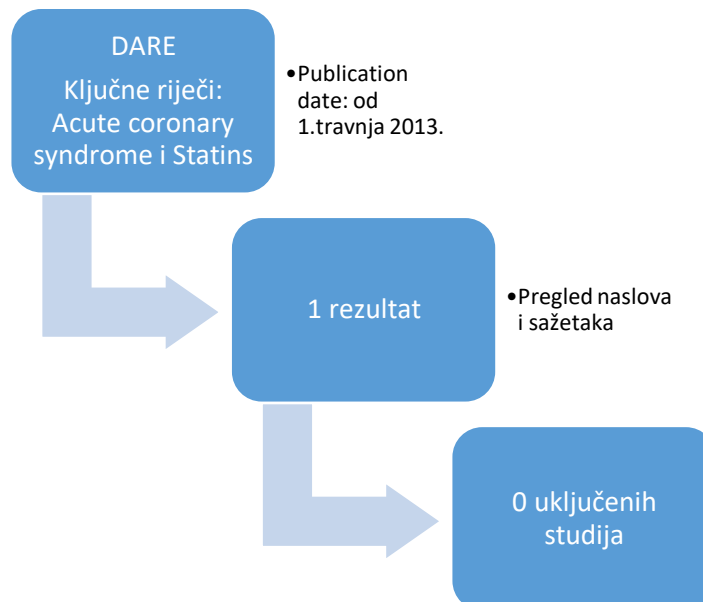 DARE
Ključne riječi:
Acute coronary
syndrome i Statins
•Publication
date: od
1.travnja 2013.
1 rezultat
•Pregled naslova
i sažetaka
0 uključenih
studija